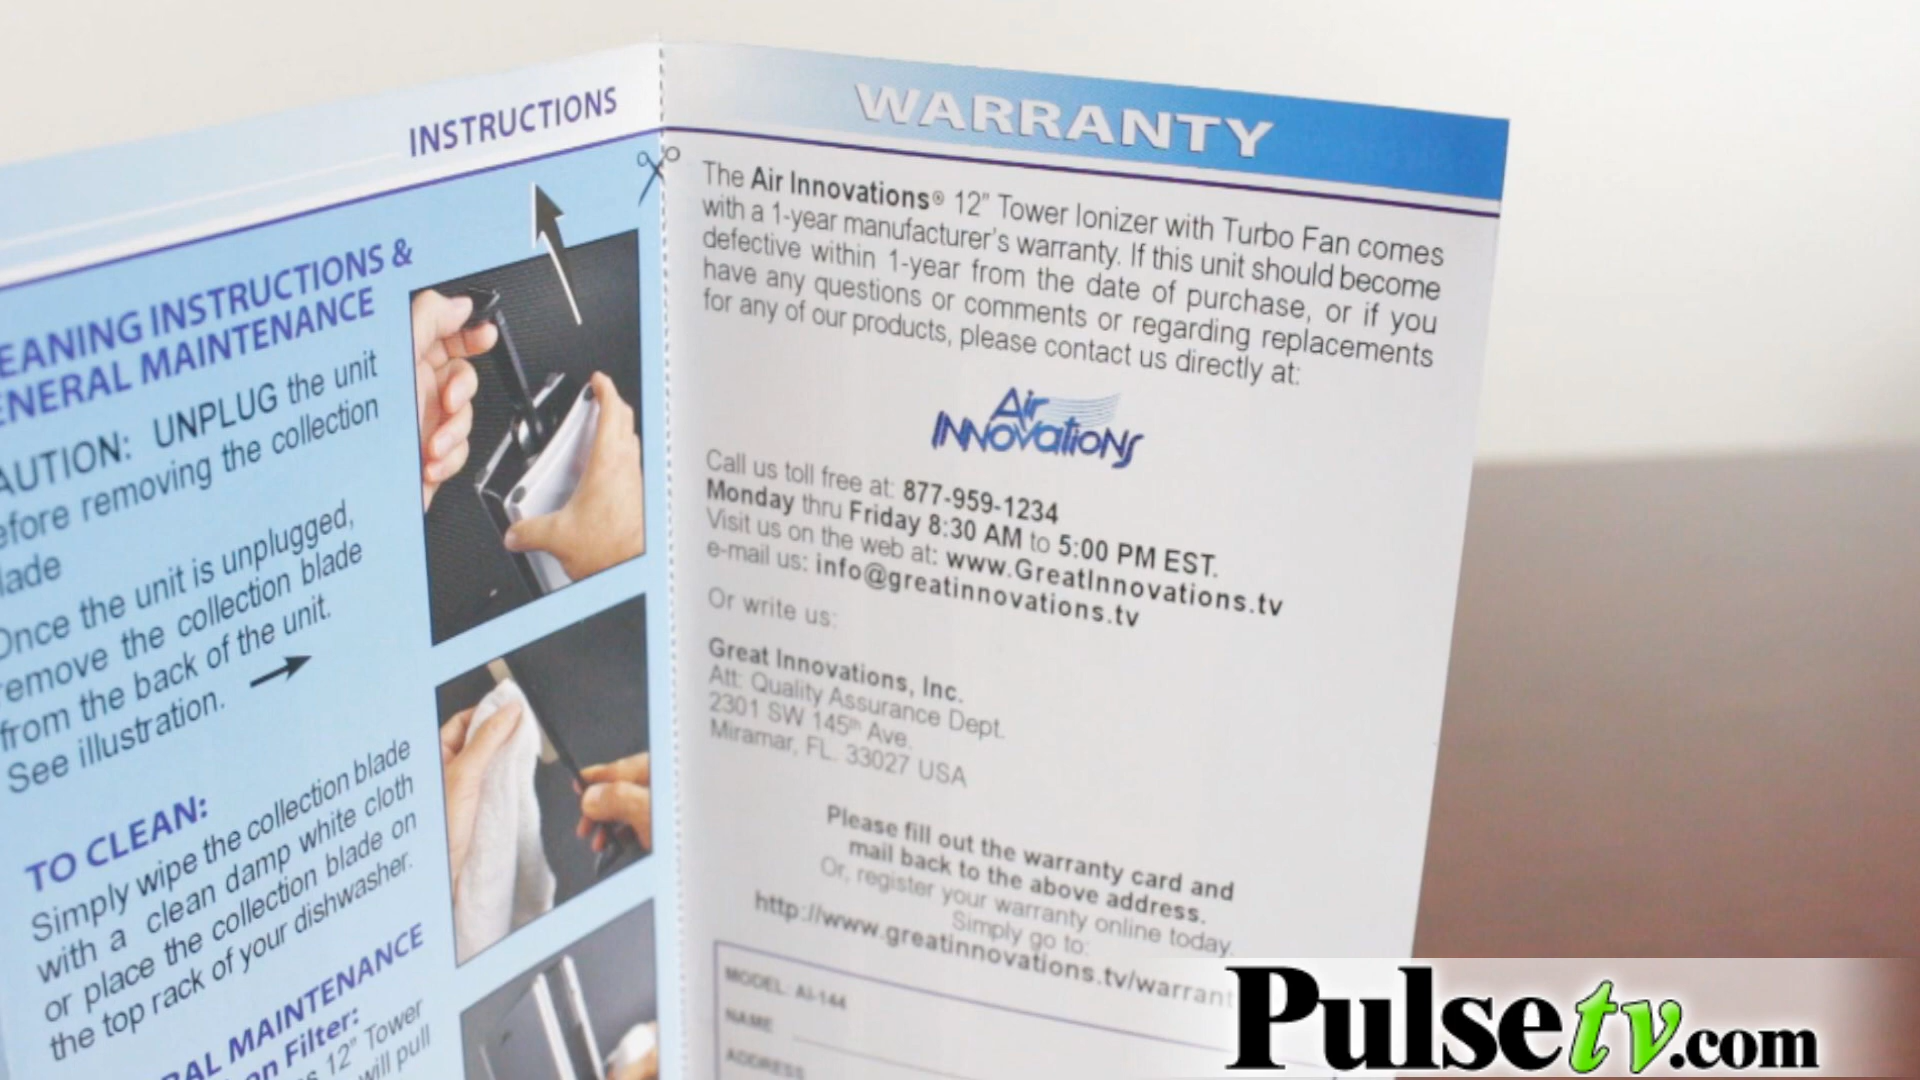 INSTRUCTIONS
EANING INSTRUCTIONS &
ENERAL MAINTENANCE
AUTION: UNPLUG the unit
efore removing the collection
lade
Once the unit is unplugged,
remove the collection blade
from the back of the unit.
See illustration.
TO CLEAN:
Simply wipe the collection blade
with a clean damp white cloth
or place the collection blade on
the top rack of your dishwasher.
RAL MAINTENANCE
on Filter:
12" Tower
will pull
WARRANTY
The Air Innovations® 12" Tower Ionizer with Turbo Fan comes
with a 1-year manufacturer's warranty. If this unit should become
defective within 1-year from the date of purchase, or if you
have any questions or comments or regarding replacements
for any of our products, please contact us directly at:
Air
INNOVATIONS
Call us toll free at: 877-959-1234
Monday thru Friday 8:30 AM to 5:00 PM EST.
Visit us on the web at: www.GreatInnovations.tv
e-mail us: info@greatinnovations.tv
Or write us:
Great Innovations, Inc.
Att: Quality Assurance Dept.
2301 SW 145th Ave.
Miramar, FL. 33027 USA
Please fill out the warranty card and
mail back to the above address.
Or, register your warranty online today.
Simply go to:
http://www.greatinnovations.tv/warrant
MODEL: AI-144
NAME
ADDRESS
Pulsetv.com